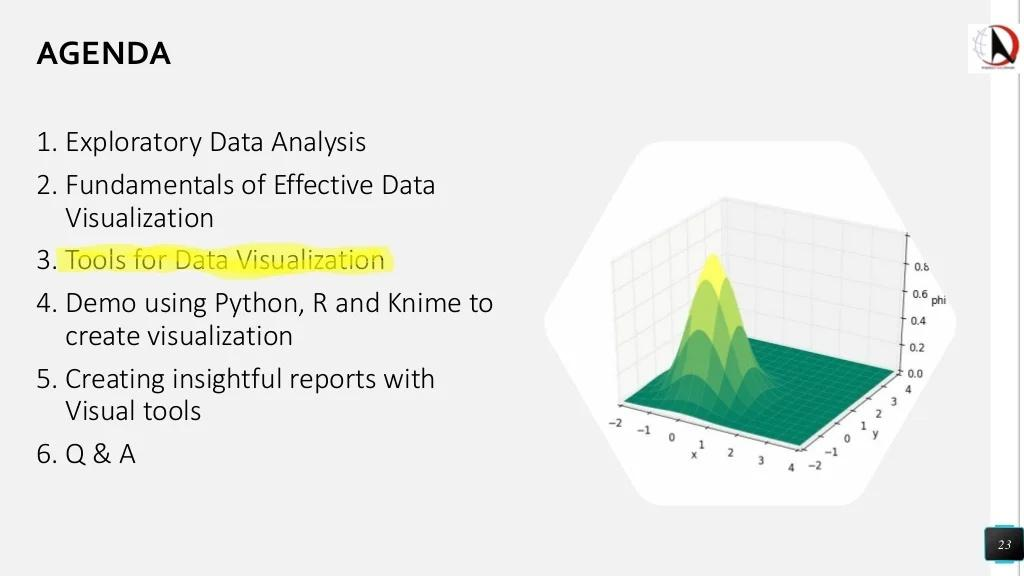 AGENDA
1. Exploratory Data Analysis
2. Fundamentals of Effective Data
Visualization
3. Tools for Data Visualization
4. Demo using Python, R and Knime to
create visualization
5. Creating insightful reports with
Visual tools
6. Q & A
0.8
0.6
phi
0.4
0.2
0.0
4
3
2
1
y
0
−1
−2
−2
−1
0
1
x
2
3
4
23